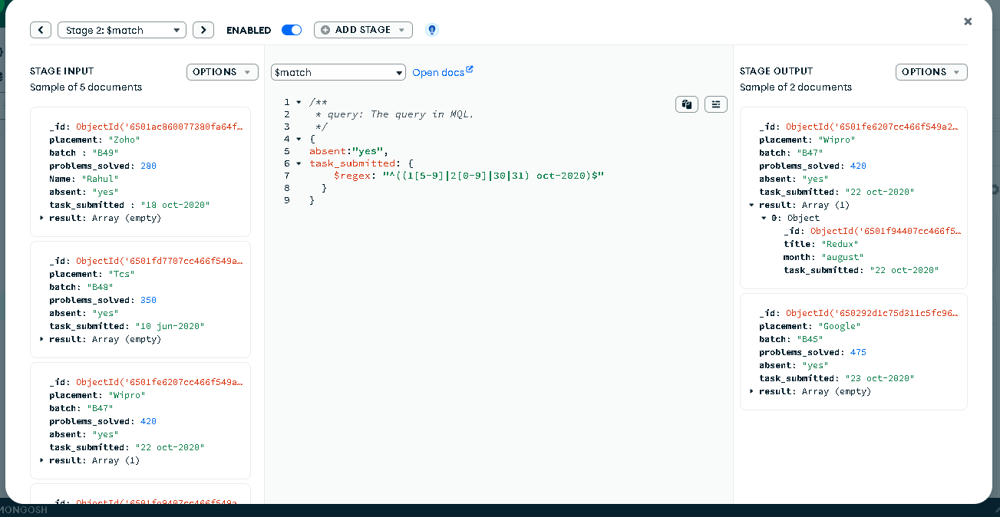 Stage 2: $match
ENABLED
ADD STAGE
STAGE INPUT
OPTIONS
Sample of 5 documents
_id: ObjectId('6501ac860077380fa64f…
placement: "Zoho"
batch : "B49"
problems_solved: 280
Name: "Rahul"
absent: "yes"
task_submitted : "18 oct-2020"
result: Array (empty)
_id: ObjectId('6501fd7707cc466f549a…
placement: "Tcs"
batch: "B48"
problems_solved: 350
absent: "yes"
task_submitted: "10 jun-2020"
result: Array (empty)
_id: ObjectId('6501fe6207cc466f549a…
placement: "Wipro"
batch: "B47"
problems_solved: 420
absent: "yes"
task_submitted: "22 oct-2020"
result: Array (1)
_id: ObjectId('6501fe9407cc466f549a…
$match
Open docs
1 /**
2 * query: The query in MQL.
3 */
4 {
5 absent:"yes",
6 task_submitted: {
7 $regex: "^((1[5-9]|2[0-9]|30|31) oct-2020)$"
8 }
9 }
STAGE OUTPUT
OPTIONS
Sample of 2 documents
_id: ObjectId('6501fe6207cc466f549a2…
placement: "Wipro"
batch: "B47"
problems_solved: 420
absent: "yes"
task_submitted: "22 oct-2020"
result: Array (1)
0: Object
_id: ObjectId('6501f94407cc466f5…
title: "Redux"
month: "august"
task_submitted: "22 oct-2020"
_id: ObjectId('650292d1c75d311c5fc96…
placement: "Google"
batch: "B45"
problems_solved: 475
absent: "yes"
task_submitted: "23 oct-2020"
result: Array (empty)
MONGOSH